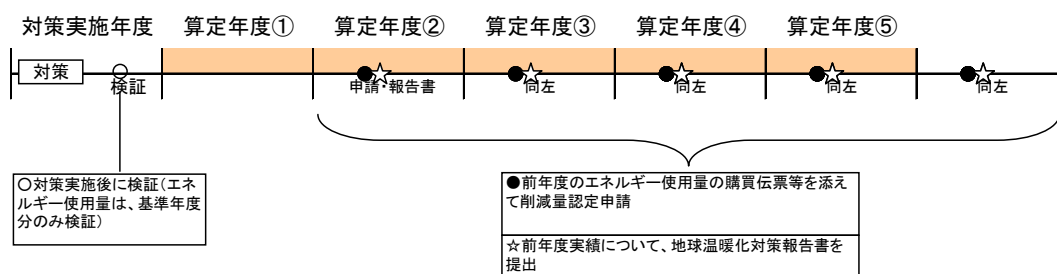 対策実施年度 算定年度① 算定年度② 算定年度③ 算定年度④ 算定年度⑤
対策
検証 申請・報告書 同左 同左 同左 同左
○対策実施後に検証(エネ
ルギー使用量は、基準年度
分のみ検証)
●前年度のエネルギー使用量の購買伝票等を添え
て削減量認定申請
☆前年度実績について、地球温暖化対策報告書を
提出